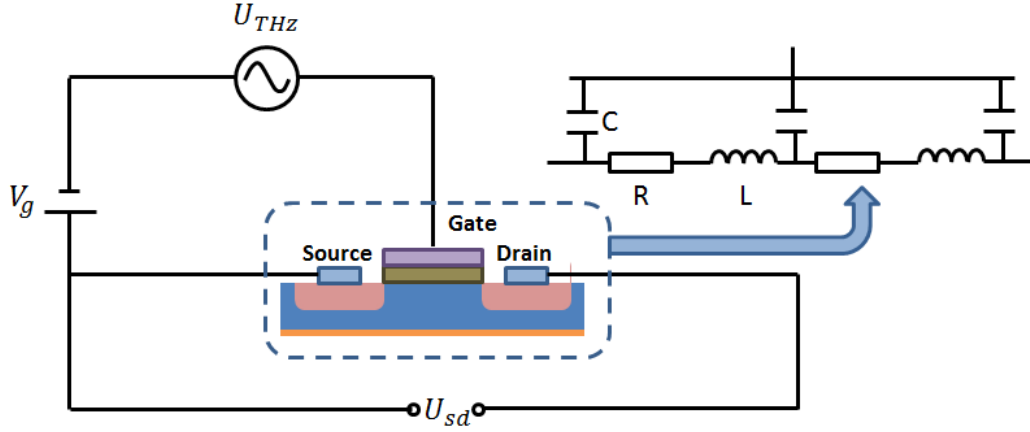 U_THz
C
R L
V_g
Gate
Source Drain
U_sd